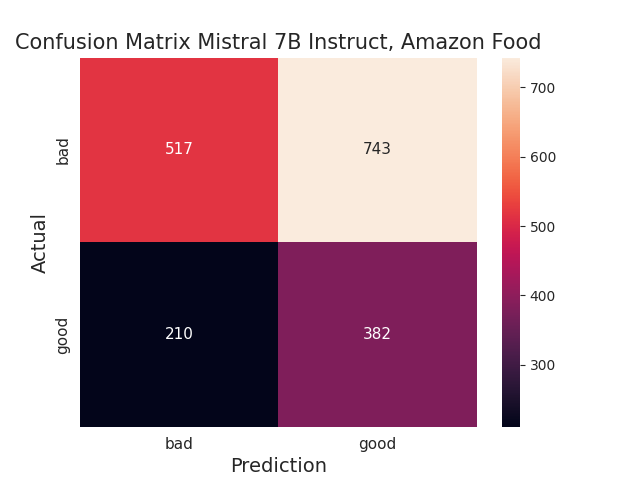 Confusion Matrix Mistral 7B Instruct, Amazon Food
Actual
bad
good
517
743
210
382
bad
good
Prediction
700
600
500
400
300